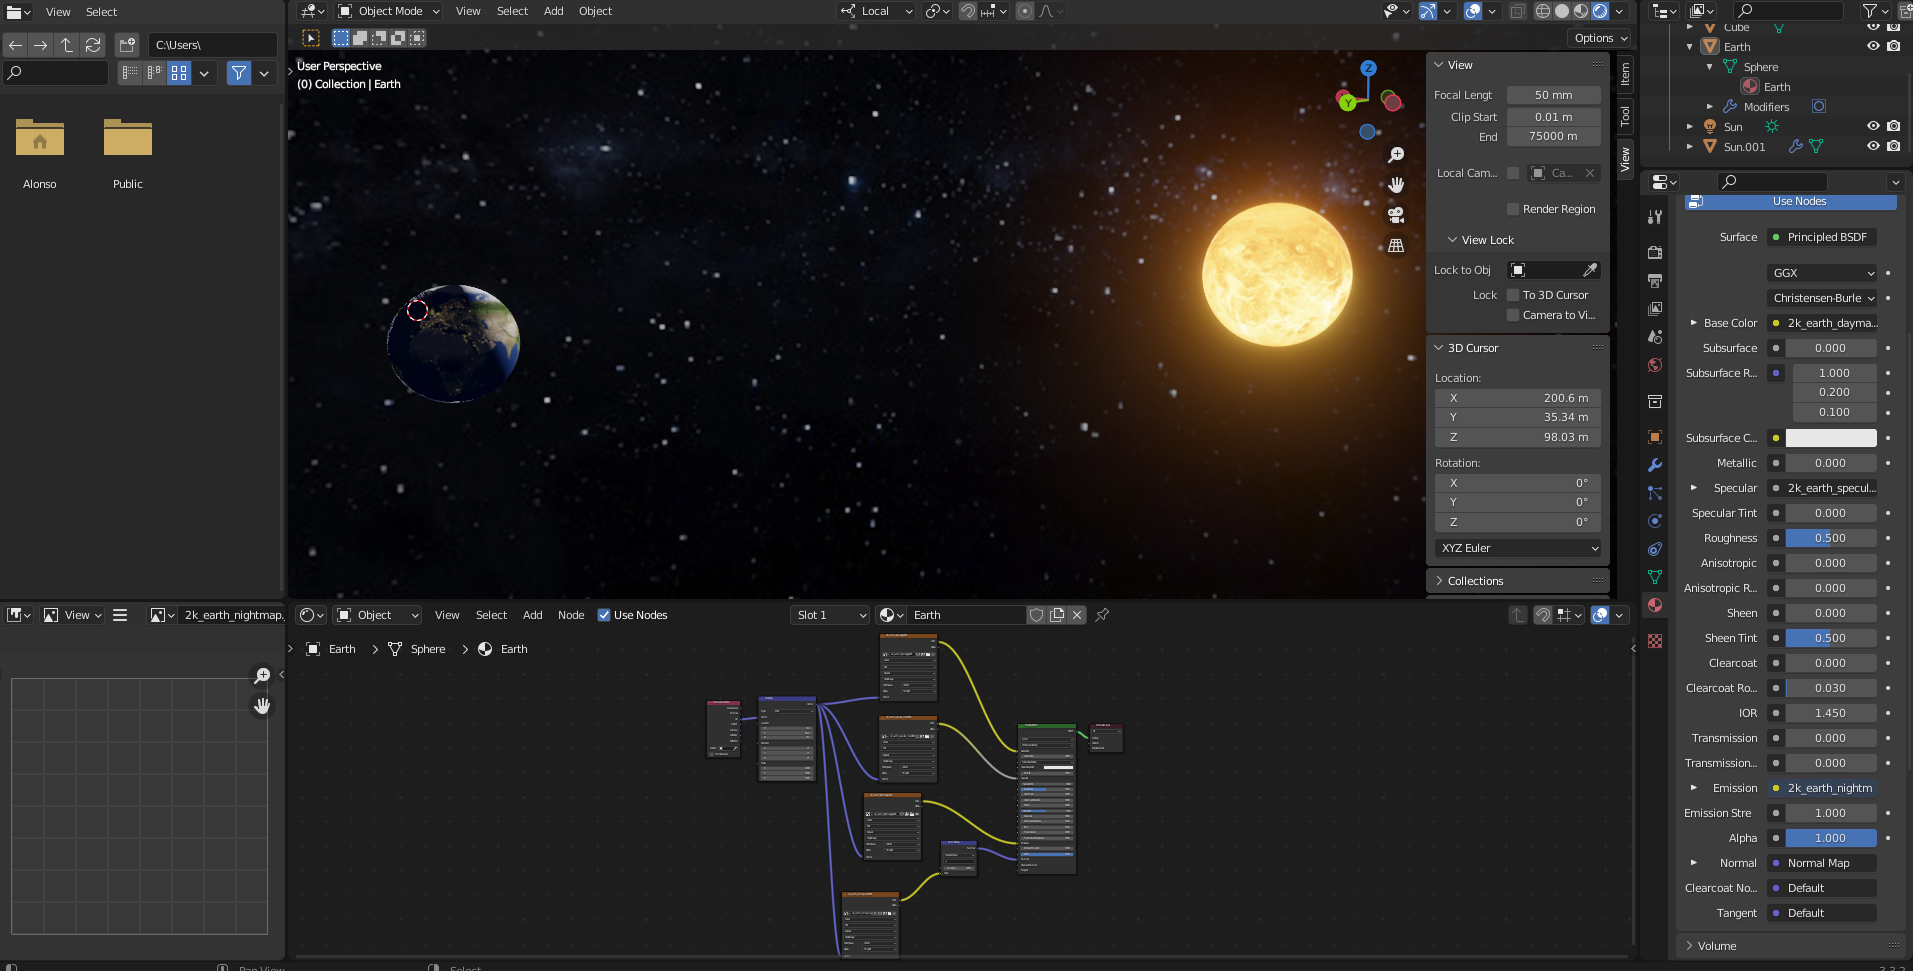 View Select
C:\Users\
Alonso Public
Object Mode View Select Add Object Local
Options
User Perspective
(0) Collection | Earth
Z
Y
Item
Tool
View
View
Focal Lengt 50 mm
Clip Start 0.01 m
End 75000 m
Local Cam... Ca...
Render Region
View Lock
Lock to Obj
Lock To 3D Cursor
Camera to Vi...
3D Cursor
Location:
X 200.6 m
Y 35.34 m
Z 98.03 m
Rotation:
X 0°
Y 0°
Z 0°
XYZ Euler
Collections
Cube
Earth
Sphere
Earth
Modifiers
Sun
Sun.001
Use Nodes
Surface Principled BSDF
GGX
Christensen-Burle
Base Color 2k_earth_dayma...
Subsurface 0.000
Subsurface R... 1.000
0.200
0.100
Subsurface C...
Metallic 0.000
Specular 2k_earth_specul...
Specular Tint 0.000
Roughness 0.500
Anisotropic 0.000
Anisotropic R... 0.000
Sheen 0.000
Sheen Tint 0.500
Clearcoat 0.000
Clearcoat Ro... 0.030
IOR 1.450
Transmission 0.000
Transmission... 0.000
Emission 2k_earth_nightm
Emission Stre 1.000
Alpha 1.000
Normal Normal Map
Clearcoat No... Default
Tangent Default
Volume
View 2k_earth_nightmap.
Object View Select Add Node Use Nodes Slot 1 Earth
Earth Sphere Earth
Pan View Select 3.3.2